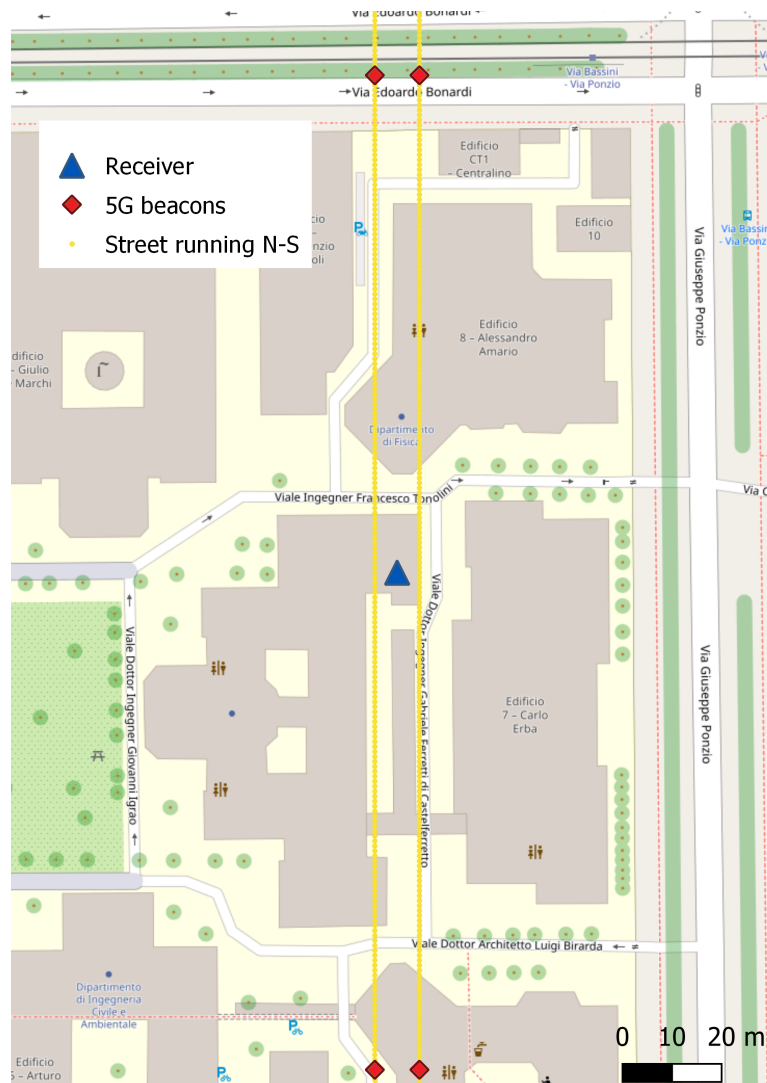 Via Edoardo Bonardi
Via Bassini
- Via Ponzio
Via Edoardo Bonardi
Receiver
5G beacons
Street running N-S
Edificio
CT1
– Centralino
Edificio
10
Via Bassini
- Via Ponzio
Via Giuseppe Ponzio
Edificio
8 – Alessandro
Amario
– Giulio
Marchi
Dipartimento
di Fisica
Viale Ingegner Francesco Tonolini
Viale Dottor Ingegner Gabriele Ferretti di Castelferretto
Viale Dottor Ingegner Giovanni Igrao
Via Giuseppe Ponzio
Edificio
7 – Carlo
Erba
Viale Dottor Architetto Luigi Birarda
Dipartimento
di Ingegneria
Civile e
Ambientale
Edificio
– Arturo
0 10 20 m